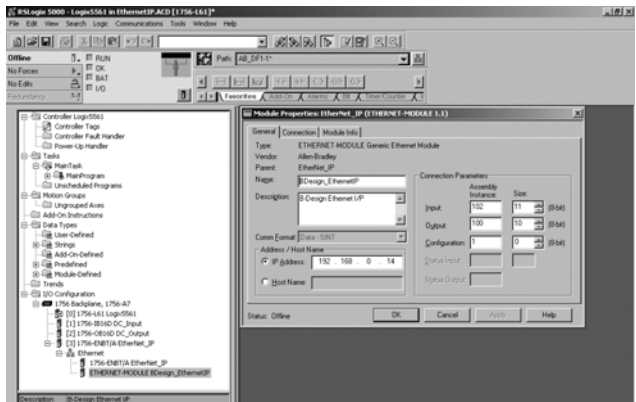 RSLogix 5000 - Logix5561 in EthernetIP.ACD [1756-L61]*
File Edit View Search Logic Communications Tools Window Help
Offline
RUN
Path: AB_DF1-1*
No Forces
OK
No Edits
BAT
Redundancy
I/O
Favorites Add-On Alarms Bit Timer/Counter
Controller Logix5561
Controller Tags
Controller Fault Handler
Power-Up Handler
Tasks
MainTask
MainProgram
Unscheduled Programs
Motion Groups
Ungrouped Axes
Add-On Instructions
Data Types
User-Defined
Strings
Add-On-Defined
Predefined
Module-Defined
Trends
I/O Configuration
1756 Backplane, 1756-A7
[0] 1756-L61 Logix5561
[1] 1756-IB16D DC_Input
[2] 1756-OB16D DC_Output
[3] 1756-ENBT/A EtherNet_IP
Ethernet
1756-ENBT/A EtherNet_IP
ETHERNET-MODULE BDesign_EthernetIP
Description B-Design Ethernet I/P
Module Properties: EtherNet_IP (ETHERNET-MODULE 1.1)
General Connection Module Info
Type: ETHERNET-MODULE Generic Ethernet Module
Vendor: Allen-Bradley
Parent: EtherNet_IP
Name: BDesign_EthernetIP
Description: B-Design Ethernet I/P
Comm Format: Data - SINT
Address / Host Name
IP Address: 192 . 168 . 0 . 14
Host Name:
Connection Parameters
Assembly
Instance: Size:
Input: 102 11 (8-bit)
Output: 100 10 (8-bit)
Configuration: 1 0 (8-bit)
Status Input:
Status Output:
Status: Offline
OK Cancel Apply Help